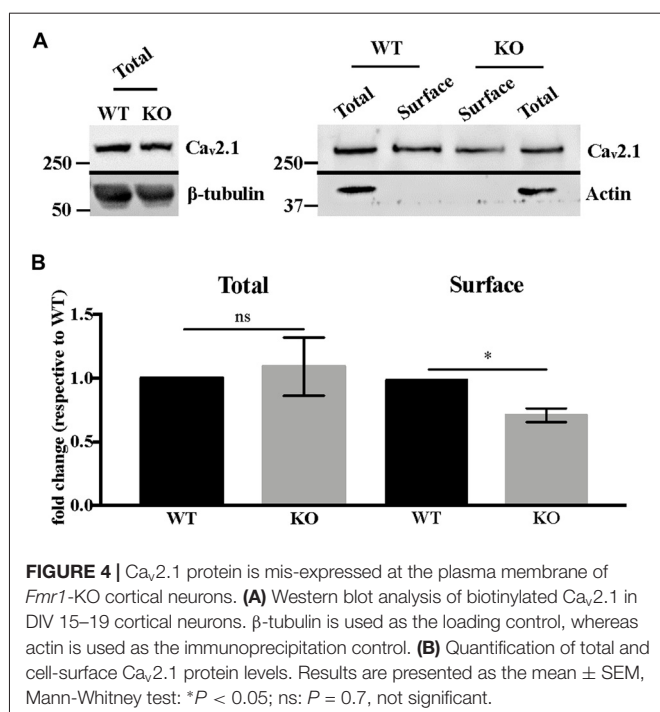 A
Total
WT KO
250
Ca_v2.1
50
β-tubulin
WT KO
Total Surface Surface Total
250
Ca_v2.1
37
Actin
B
Total Surface
fold change (respective to WT)
1.5
1.0
0.5
0.0
ns
*
WT KO WT KO
FIGURE 4 | Ca_v2.1 protein is mis-expressed at the plasma membrane of
Fmr1-KO cortical neurons. (A) Western blot analysis of biotinylated Ca_v2.1 in
DIV 15–19 cortical neurons. β-tubulin is used as the loading control, whereas
actin is used as the immunoprecipitation control. (B) Quantification of total and
cell-surface Ca_v2.1 protein levels. Results are presented as the mean ± SEM,
Mann-Whitney test: *P < 0.05; ns: P = 0.7, not significant.